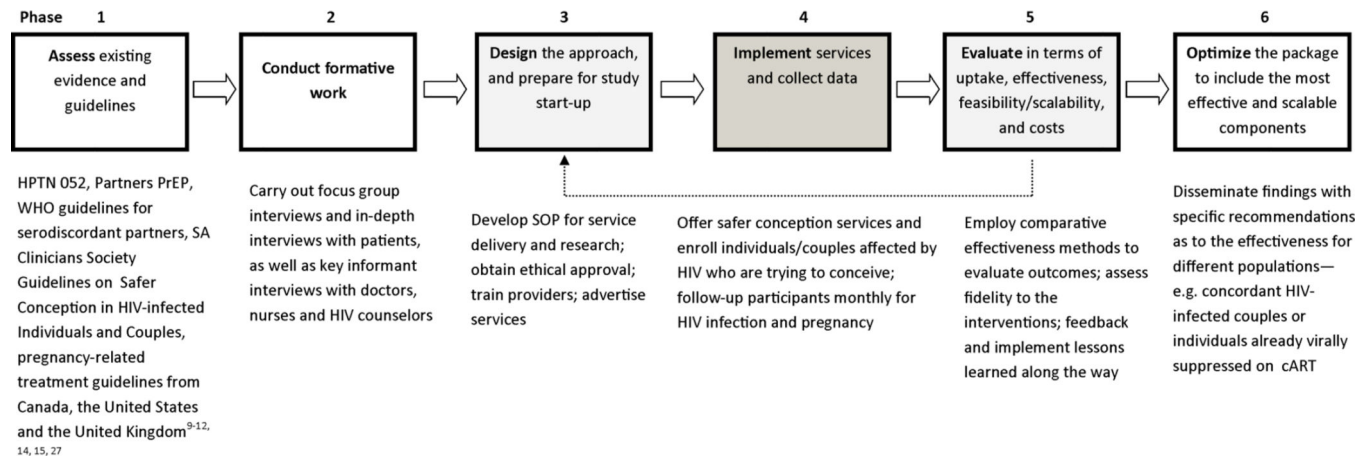 Phase 1
Assess existing
evidence and
guidelines
HPTN 052, Partners PrEP,
WHO guidelines for
serodiscordant partners, SA
Clinicians Society
Guidelines on Safer
Conception in HIV-infected
Individuals and Couples,
pregnancy-related
treatment guidelines from
Canada, the United States
and the United Kingdom9-12,
14, 15, 27
2
Conduct formative
work
Carry out focus group
interviews and in-depth
interviews with patients,
as well as key informant
interviews with doctors,
nurses and HIV counselors
3
Design the approach,
and prepare for study
start-up
Develop SOP for service
delivery and research;
obtain ethical approval;
train providers; advertise
services
4
Implement services
and collect data
Offer safer conception services and
enroll individuals/couples affected by
HIV who are trying to conceive;
follow-up participants monthly for
HIV infection and pregnancy
5
Evaluate in terms of
uptake, effectiveness,
feasibility/scalability,
and costs
Employ comparative
effectiveness methods to
evaluate outcomes; assess
fidelity to the
interventions; feedback
and implement lessons
learned along the way
6
Optimize the package
to include the most
effective and scalable
components
Disseminate findings with
specific recommendations
as to the effectiveness for
different populations—
e.g. concordant HIV-
infected couples or
individuals already virally
suppressed on cART